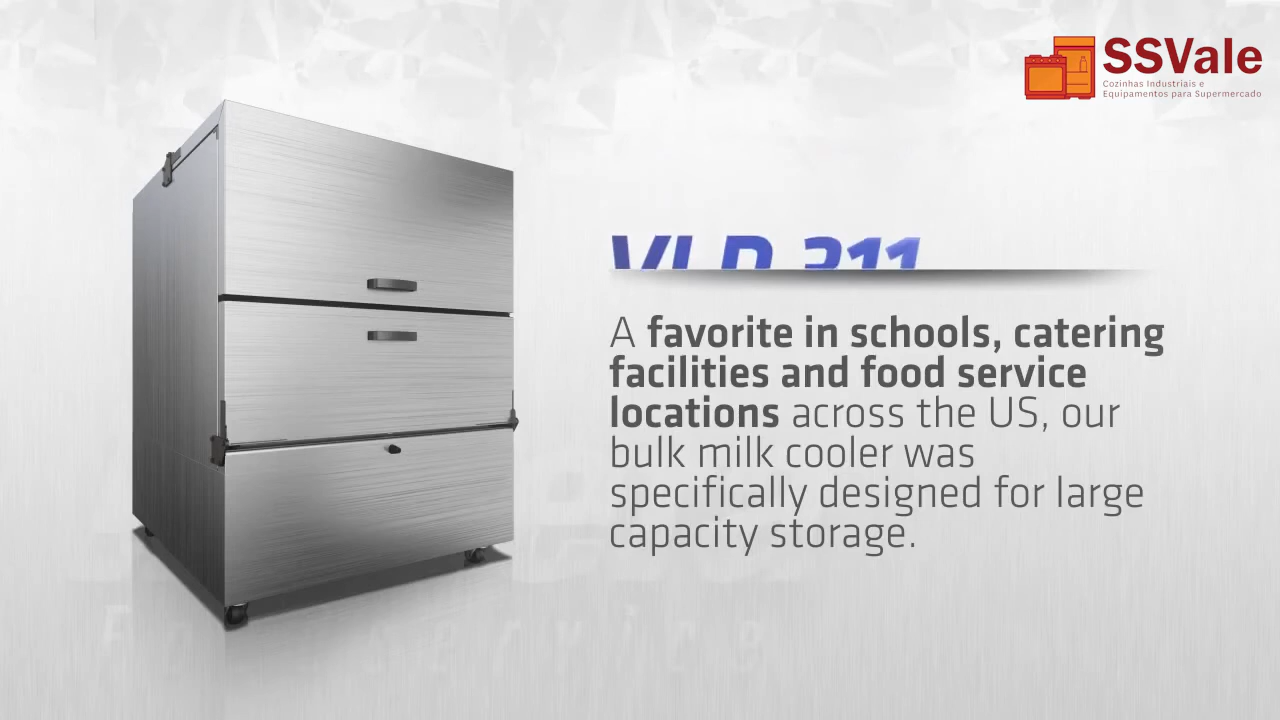 SSVale
Cozinhas Industriais e
Equipamentos para Supermercado
A favorite in schools, catering
facilities and food service
locations across the US, our
bulk milk cooler was
specifically designed for large
capacity storage.